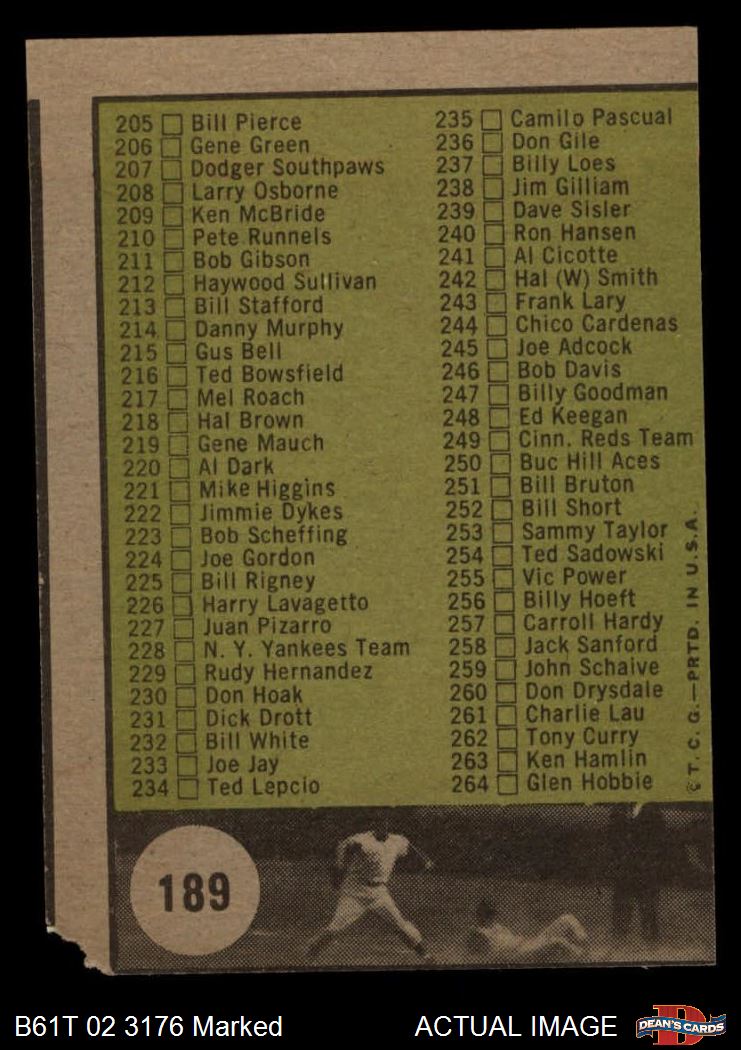 205 Bill Pierce
206 Gene Green
207 Dodger Southpaws
208 Larry Osborne
209 Ken McBride
210 Pete Runnels
211 Bob Gibson
212 Haywood Sullivan
213 Bill Stafford
214 Danny Murphy
215 Gus Bell
216 Ted Bowsfield
217 Mel Roach
218 Hal Brown
219 Gene Mauch
220 Al Dark
221 Mike Higgins
222 Jimmie Dykes
223 Bob Scheffing
224 Joe Gordon
225 Bill Rigney
226 Harry Lavagetto
227 Juan Pizarro
228 N. Y. Yankees Team
229 Rudy Hernandez
230 Don Hoak
231 Dick Drott
232 Bill White
233 Joe Jay
234 Ted Lepcio
235 Camilo Pascual
236 Don Gile
237 Billy Loes
238 Jim Gilliam
239 Dave Sisler
240 Ron Hansen
241 Al Cicotte
242 Hal (W) Smith
243 Frank Lary
244 Chico Cardenas
245 Joe Adcock
246 Bob Davis
247 Billy Goodman
248 Ed Keegan
249 Cinn. Reds Team
250 Buc Hill Aces
251 Bill Bruton
252 Bill Short
253 Sammy Taylor
254 Ted Sadowski
255 Vic Power
256 Billy Hoeft
257 Carroll Hardy
258 Jack Sanford
259 John Schaive
260 Don Drysdale
261 Charlie Lau
262 Tony Curry
263 Ken Hamlin
264 Glen Hobbie
©T. C. G.—PRTD. IN U.S.A.
189
B61T 02 3176 Marked
ACTUAL IMAGE
DEAN'S CARDS